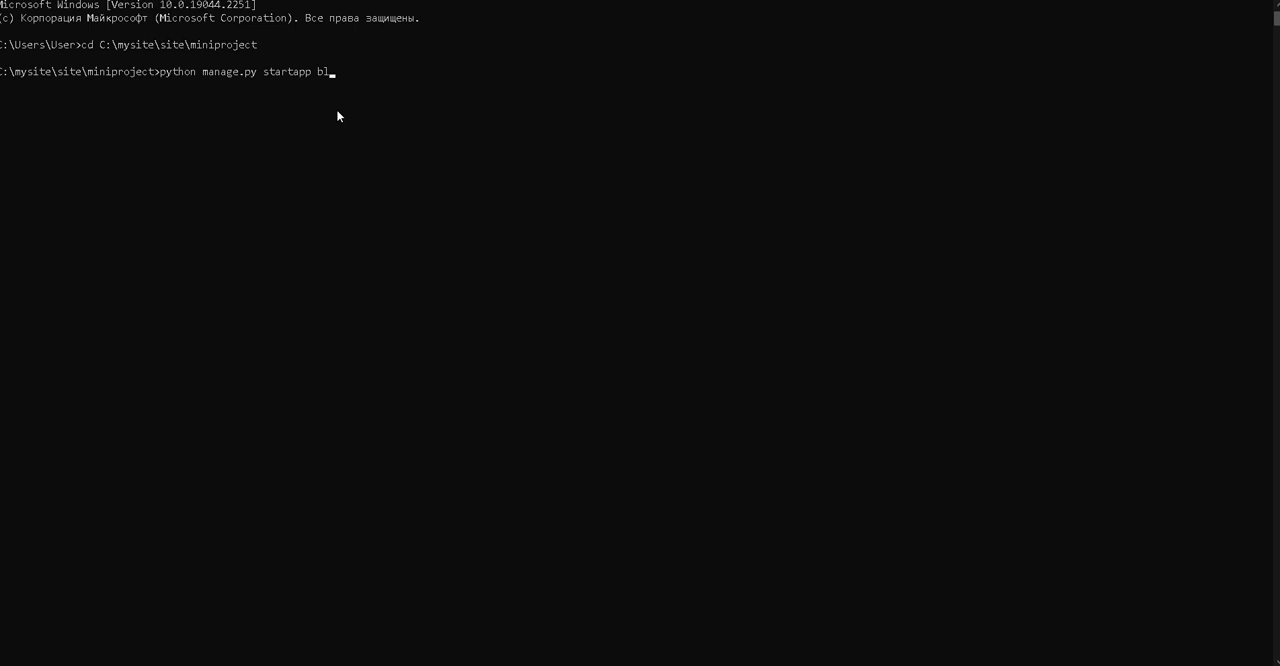 Microsoft Windows [Version 10.0.19044.2251]
(c) Корпорация Майкрософт (Microsoft Corporation). Все права защищены.
C:\Users\User>cd C:\mysite\site\miniproject
C:\mysite\site\miniproject>python manage.py startapp bl